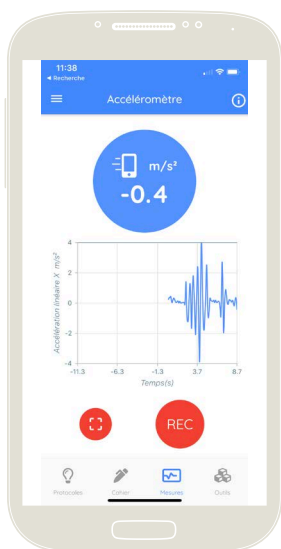 11:38
◄ Recherche
Accéléromètre
m/s²
-0.4
Accélération linéaire X m/s²
4
2
0
-2
-4
-11.3 -6.3 -1.3 3.7 8.7
Temps(s)
REC
Protocoles Cahier Mesures Outils